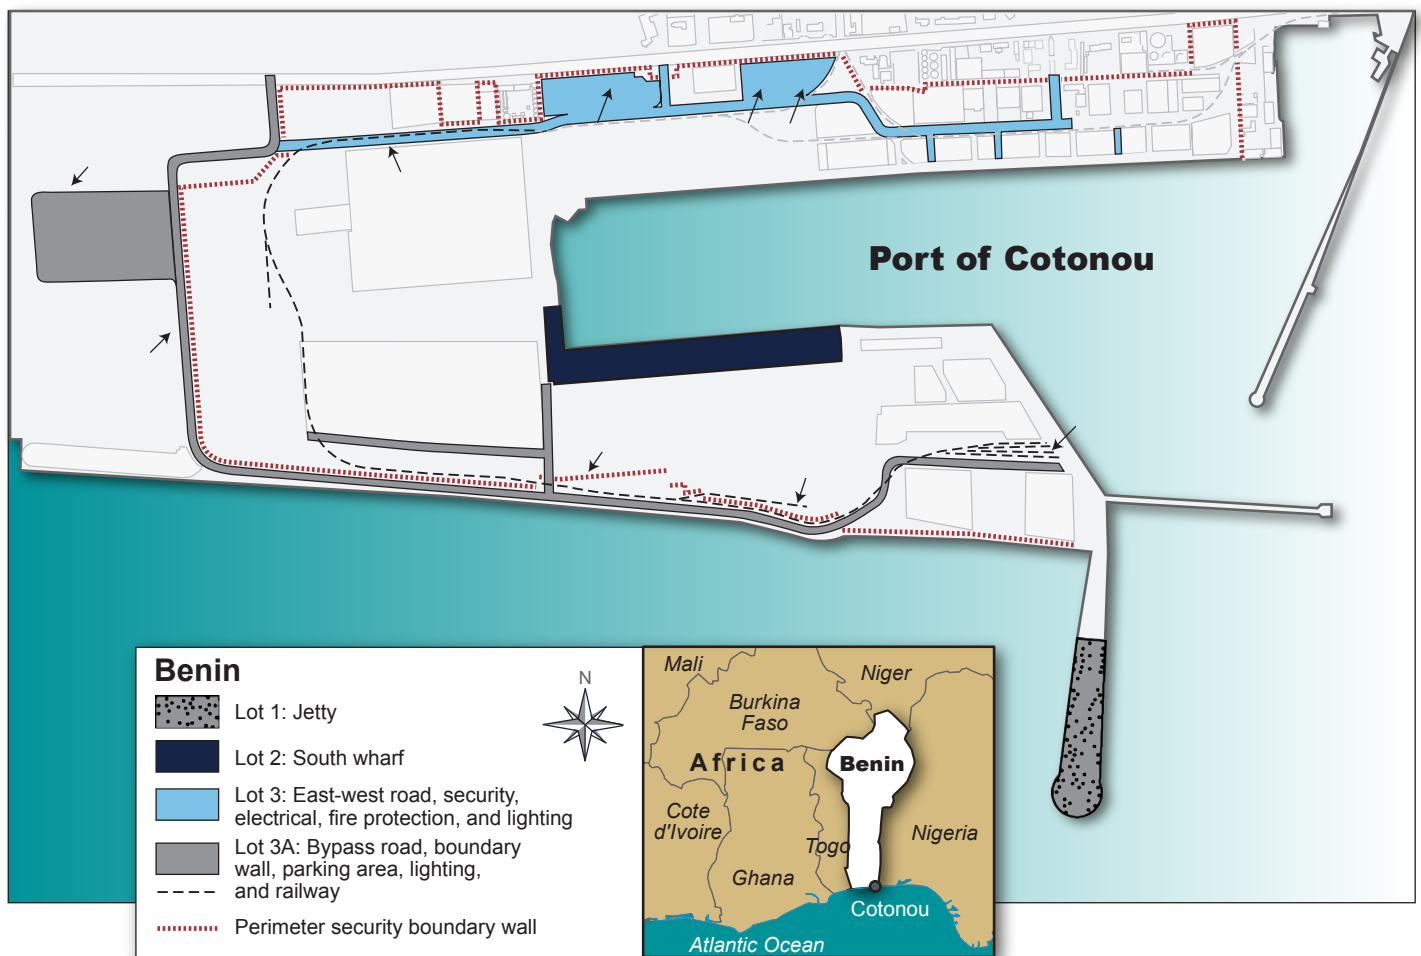 Port of Cotonou
Benin
N
Lot 1: Jetty
Lot 2: South wharf
Lot 3: East-west road, security,
electrical, fire protection, and lighting
Lot 3A: Bypass road, boundary
wall, parking area, lighting,
and railway
Perimeter security boundary wall
Mali
Niger
Burkina
Faso
Africa
Benin
Cote
d'Ivoire
Togo
Nigeria
Ghana
Cotonou
Atlantic Ocean